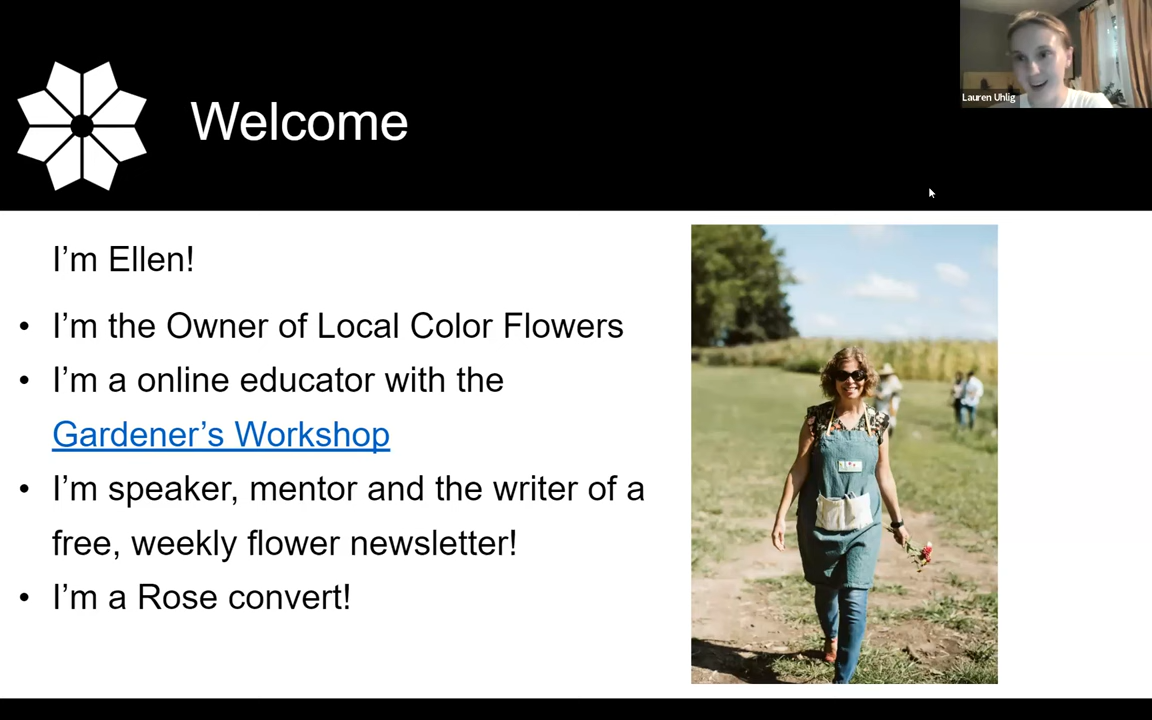 Welcome
Lauren Uhlig
I’m Ellen!
• I’m the Owner of Local Color Flowers
• I’m a online educator with the
Gardener’s Workshop
• I’m speaker, mentor and the writer of a
free, weekly flower newsletter!
• I’m a Rose convert!